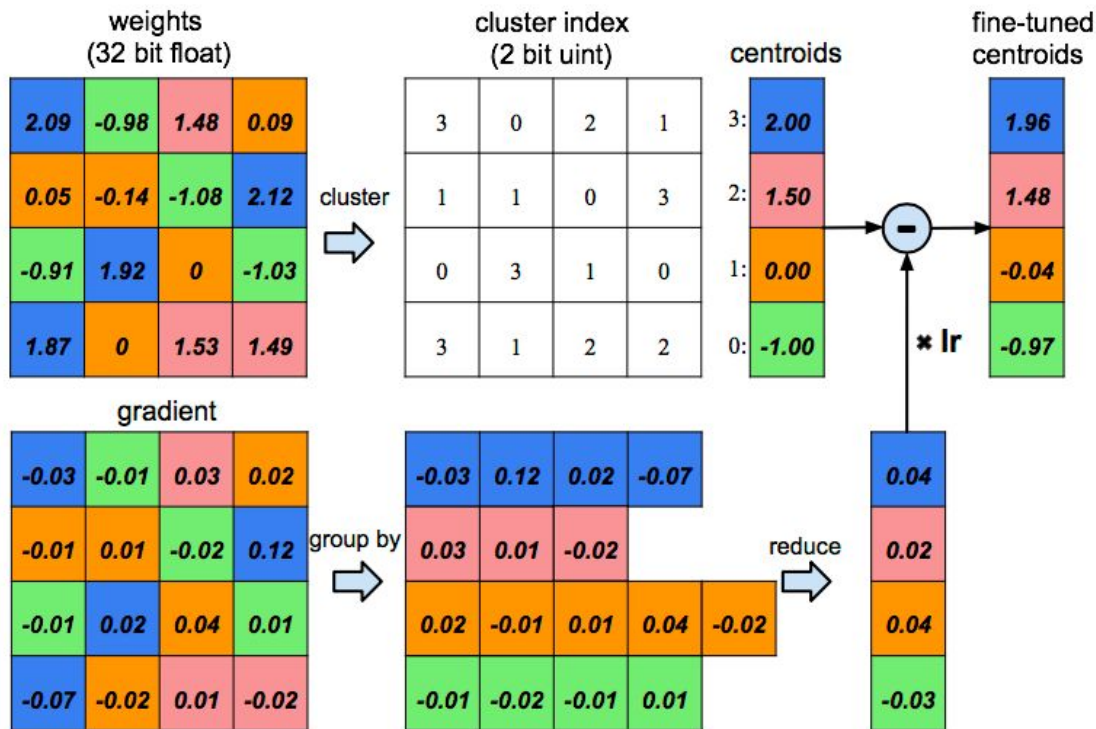 weights
(32 bit float)
cluster index
(2 bit uint)
centroids
fine-tuned
centroids
2.09 -0.98 1.48 0.09
3 0 2 1
3: 2.00
1.96
0.05 -0.14 -1.08 2.12
cluster
1 1 0 3
2: 1.50
1.48
-
-0.91 1.92 0 -1.03
0 3 1 0
1: 0.00
-0.04
1.87 0 1.53 1.49
3 1 2 2
0: -1.00
× lr
-0.97
gradient
-0.03 -0.01 0.03 0.02
-0.03 0.12 0.02 -0.07
0.04
-0.01 0.01 -0.02 0.12
group by
0.03 0.01 -0.02
reduce
0.02
-0.01 0.02 0.04 0.01
0.02 -0.01 0.01 0.04 -0.02
0.04
-0.07 -0.02 0.01 -0.02
-0.01 -0.02 -0.01 0.01
-0.03